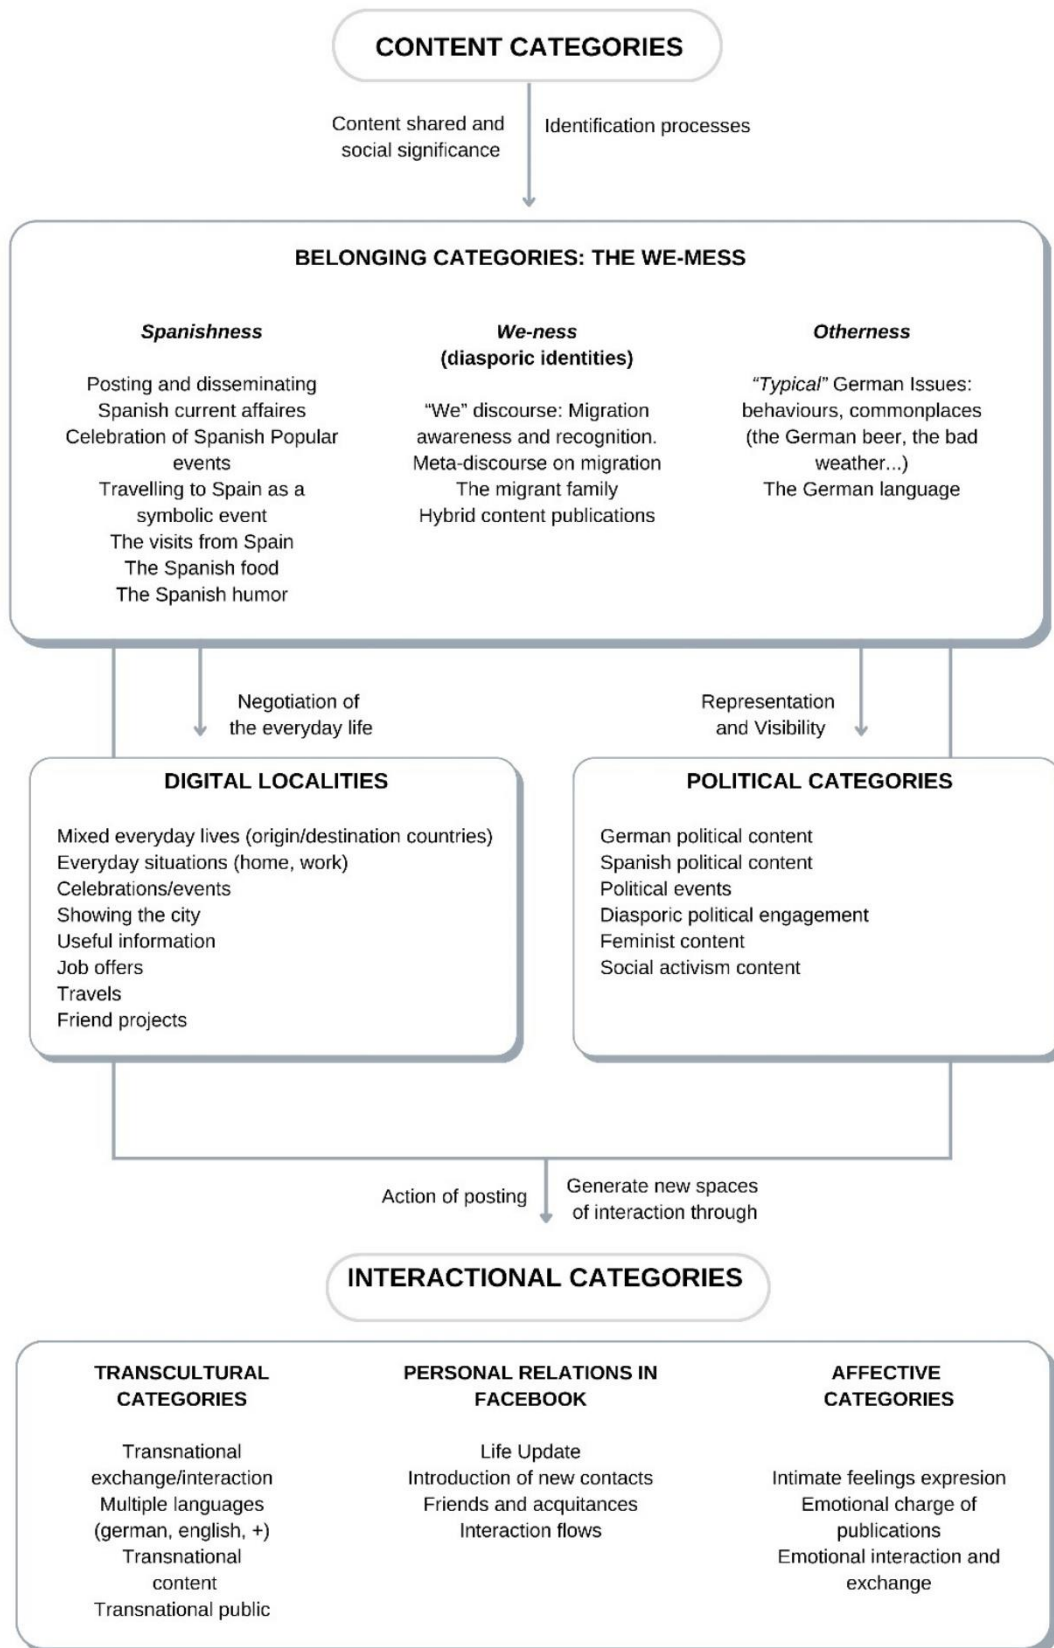 CONTENT CATEGORIES
Content shared and
social significance
Identification processes
BELONGING CATEGORIES: THE WE-MESS
Spanishness
Posting and disseminating
Spanish current affaires
Celebration of Spanish Popular
events
Travelling to Spain as a
symbolic event
The visits from Spain
The Spanish food
The Spanish humor
We-ness
(diasporic identities)
“We” discourse: Migration
awareness and recognition.
Meta-discourse on migration
The migrant family
Hybrid content publications
Otherness
“Typical” German Issues:
behaviours, commonplaces
(the German beer, the bad
weather...)
The German language
Negotiation of
the everyday life
Representation
and Visibility
DIGITAL LOCALITIES
Mixed everyday lives (origin/destination countries)
Everyday situations (home, work)
Celebrations/events
Showing the city
Useful information
Job offers
Travels
Friend projects
POLITICAL CATEGORIES
German political content
Spanish political content
Political events
Diasporic political engagement
Feminist content
Social activism content
Action of posting
Generate new spaces
of interaction through
INTERACTIONAL CATEGORIES
TRANSCULTURAL
CATEGORIES
Transnational
exchange/interaction
Multiple languages
(german, english, +)
Transnational
content
Transnational public
PERSONAL RELATIONS IN
FACEBOOK
Life Update
Introduction of new contacts
Friends and acquitances
Interaction flows
AFFECTIVE
CATEGORIES
Intimate feelings expresion
Emotional charge of
publications
Emotional interaction and
exchange